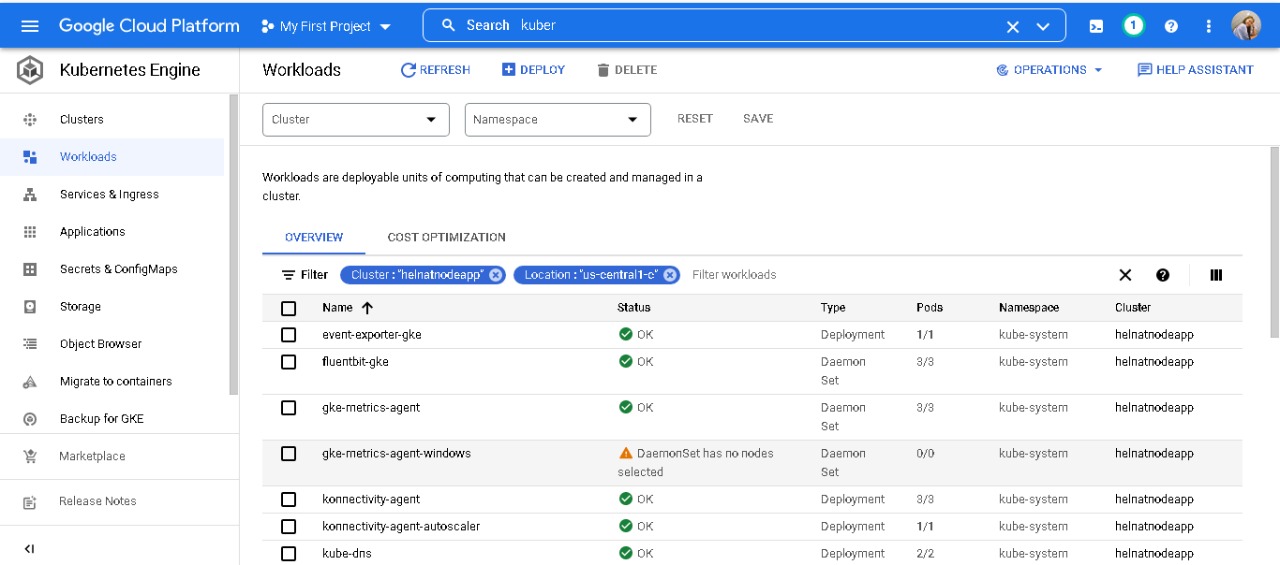 Google Cloud Platform My First Project Search kuber 1
Kubernetes Engine
Workloads REFRESH DEPLOY DELETE OPERATIONS HELP ASSISTANT
Clusters
Workloads
Services & Ingress
Applications
Secrets & ConfigMaps
Storage
Object Browser
Migrate to containers
Backup for GKE
Marketplace
Release Notes
Cluster Namespace RESET SAVE
Workloads are deployable units of computing that can be created and managed in a
cluster.
OVERVIEW COST OPTIMIZATION
Filter Cluster : "helnatnodeapp" Location : "us-central1-c" Filter workloads
Name Status Type Pods Namespace Cluster
event-exporter-gke OK Deployment 1/1 kube-system helnatnodeapp
fluentbit-gke OK Daemon 3/3 kube-system helnatnodeapp
Set
gke-metrics-agent OK Daemon 3/3 kube-system helnatnodeapp
Set
gke-metrics-agent-windows DaemonSet has no nodes Daemon 0/0 kube-system helnatnodeapp
selected Set
konnectivity-agent OK Deployment 3/3 kube-system helnatnodeapp
konnectivity-agent-autoscaler OK Deployment 1/1 kube-system helnatnodeapp
kube-dns OK Deployment 2/2 kube-system helnatnodeapp